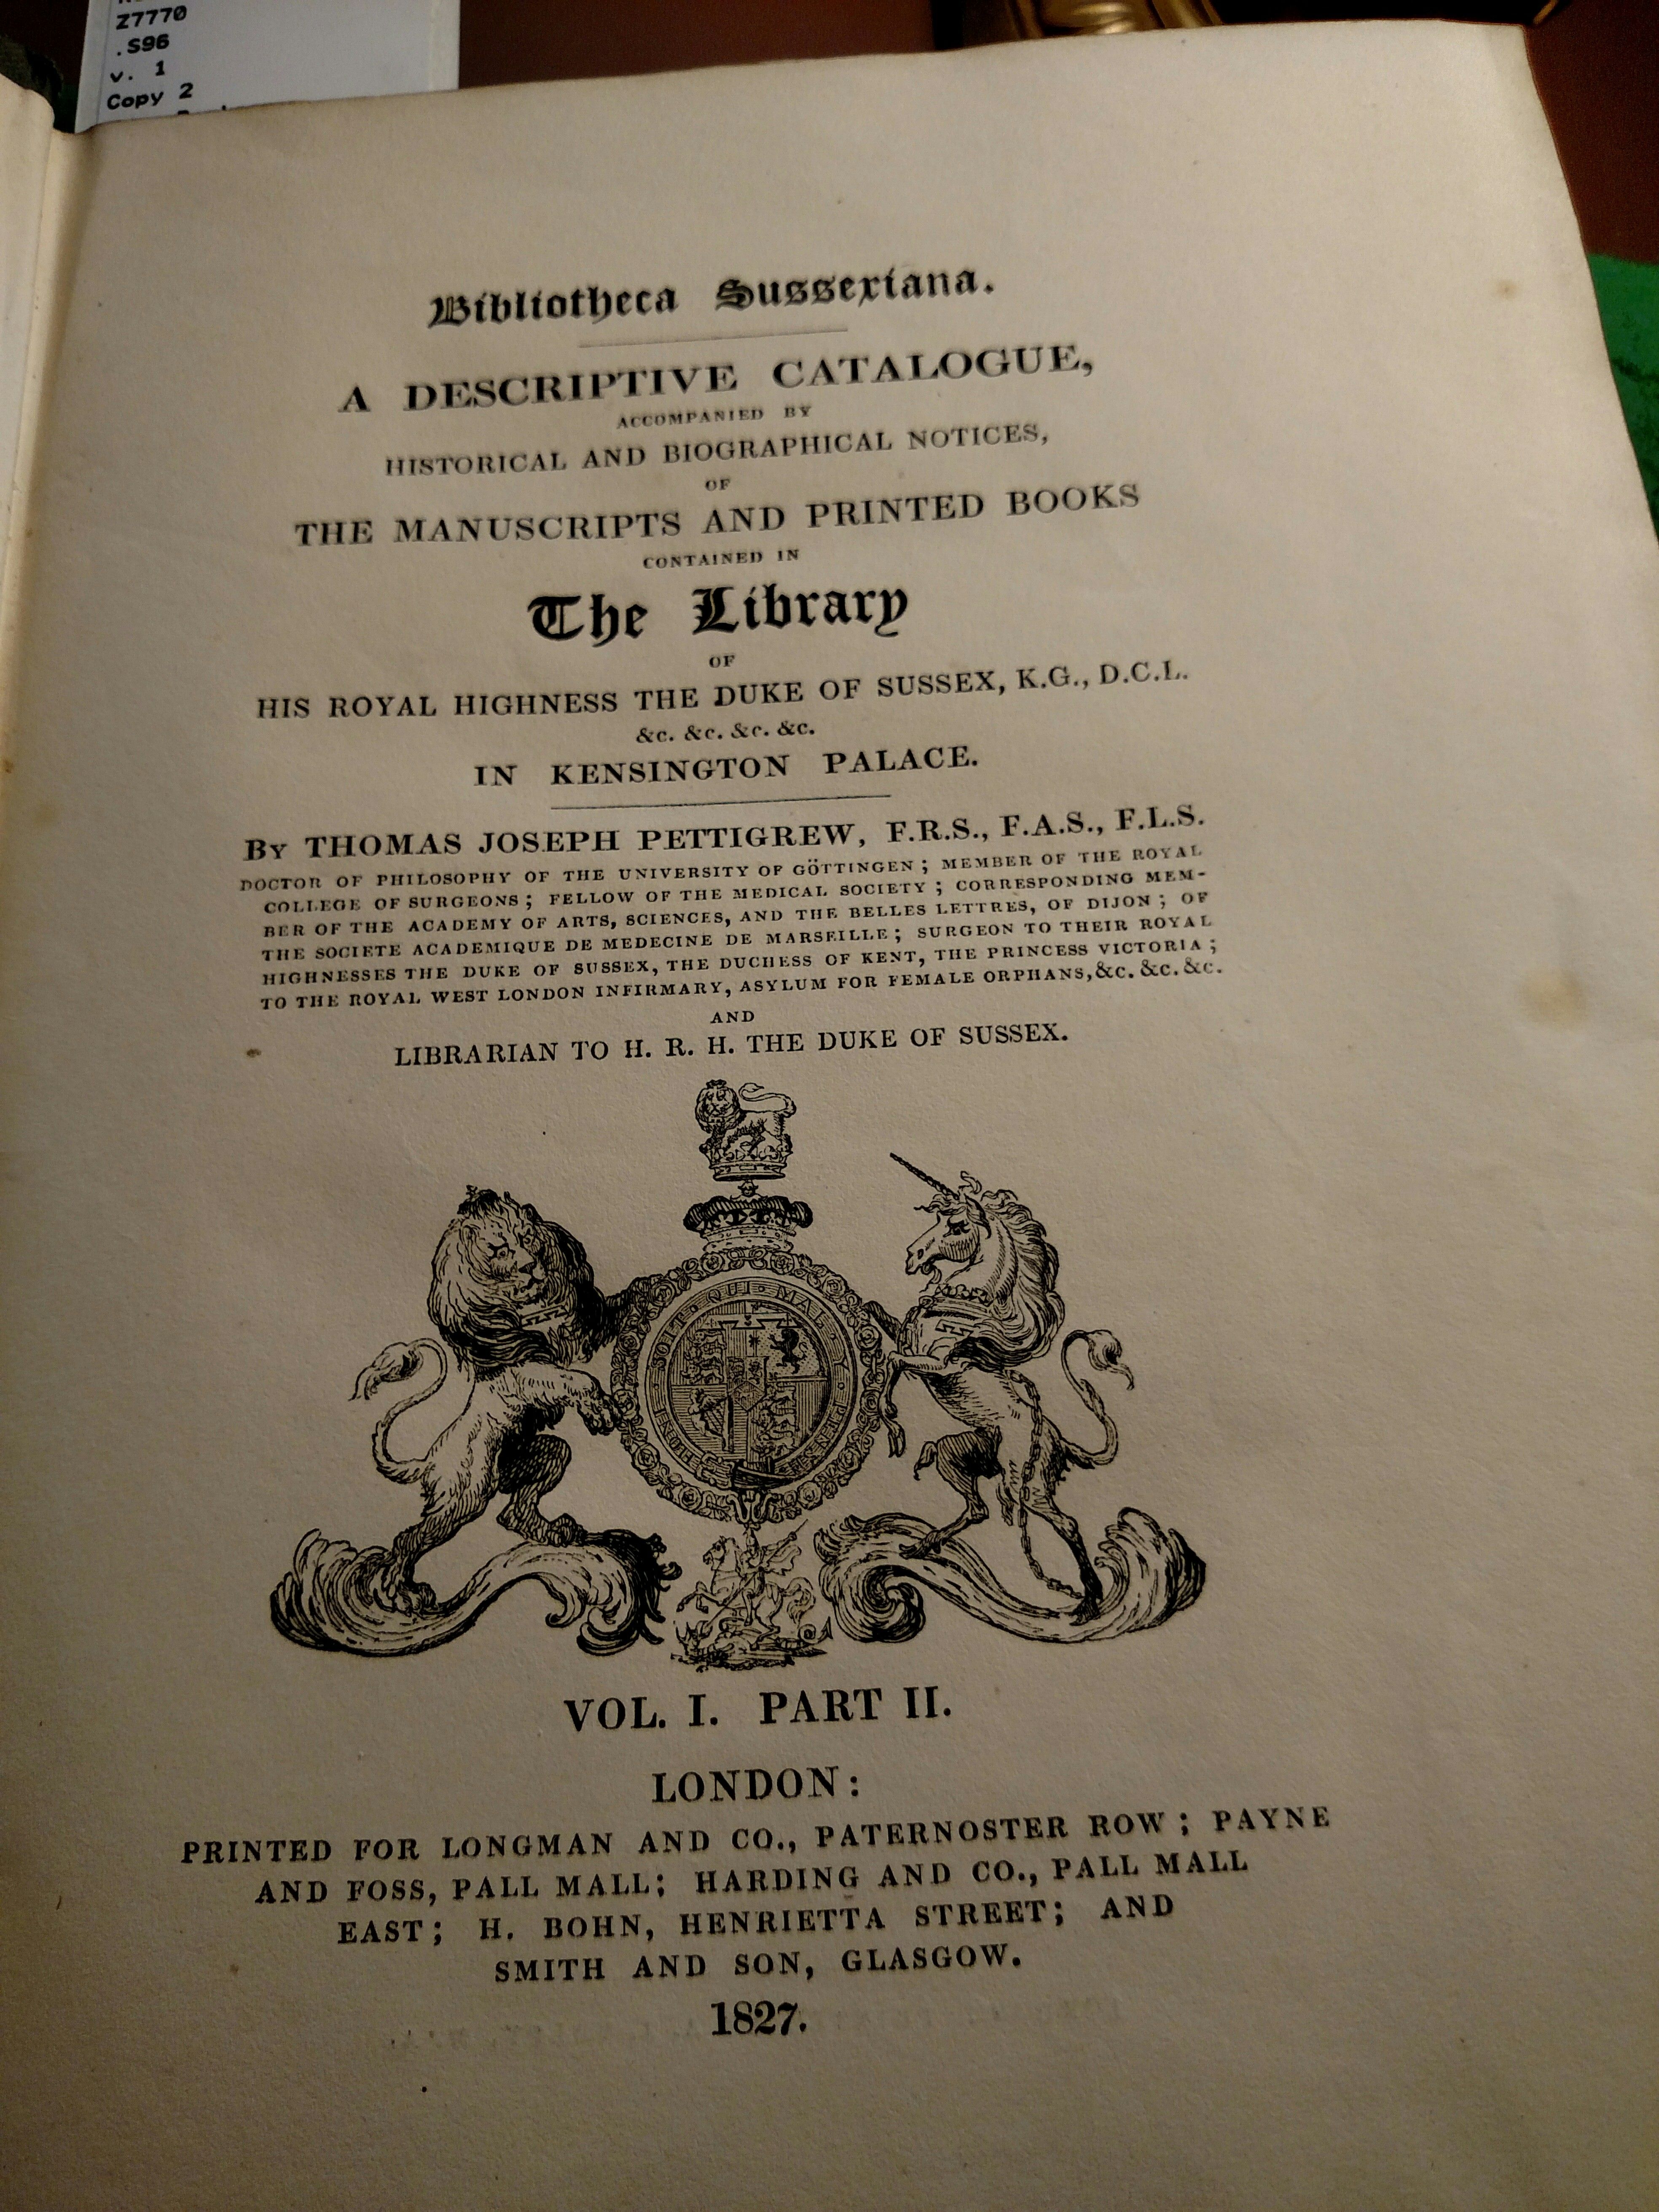 Z7770
.S96
v. 1
Copy 2
Bibliotheca Sussexiana.
A DESCRIPTIVE CATALOGUE,
ACCOMPANIED BY
HISTORICAL AND BIOGRAPHICAL NOTICES,
OF
THE MANUSCRIPTS AND PRINTED BOOKS
CONTAINED IN
The Library
OF
HIS ROYAL HIGHNESS THE DUKE OF SUSSEX, K.G., D.C.L.
&c. &c. &c. &c.
IN KENSINGTON PALACE.
BY THOMAS JOSEPH PETTIGREW, F.R.S., F.A.S., F.L.S.
DOCTOR OF PHILOSOPHY OF THE UNIVERSITY OF GÖTTINGEN; MEMBER OF THE ROYAL
COLLEGE OF SURGEONS; FELLOW OF THE MEDICAL SOCIETY; CORRESPONDING MEM-
BER OF THE ACADEMY OF ARTS, SCIENCES, AND THE BELLES LETTRES, OF DIJON; OF
THE SOCIETE ACADEMIQUE DE MEDECINE DE MARSEILLE; SURGEON TO THEIR ROYAL
HIGHNESSES THE DUKE OF SUSSEX, THE DUCHESS OF KENT, THE PRINCESS VICTORIA;
TO THE ROYAL WEST LONDON INFIRMARY, ASYLUM FOR FEMALE ORPHANS, &c. &c. &c.
AND
LIBRARIAN TO H. R. H. THE DUKE OF SUSSEX.
SOIT · QUI · MAL · Y · PENSE
VOL. I. PART II.
LONDON:
PRINTED FOR LONGMAN AND CO., PATERNOSTER ROW; PAYNE
AND FOSS, PALL MALL; HARDING AND CO., PALL MALL
EAST; H. BOHN, HENRIETTA STREET; AND
SMITH AND SON, GLASGOW.
1827.